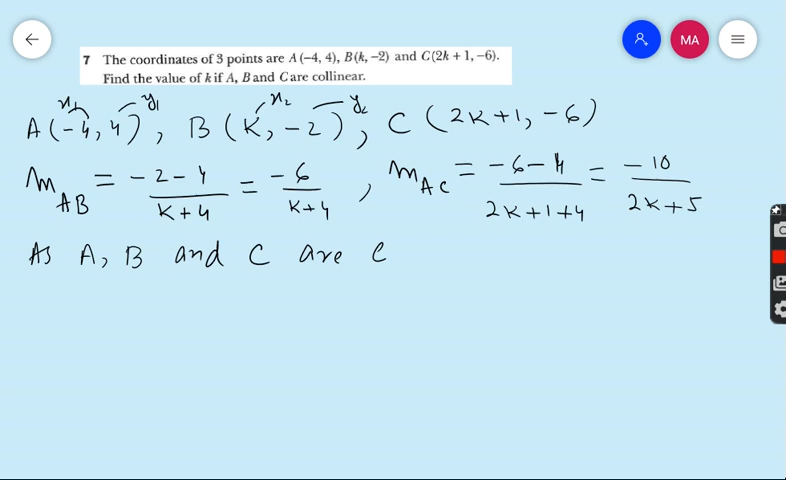 MA
7 The coordinates of 3 points are A (−4, 4), B(k, −2) and C(2k + 1, −6).
Find the value of k if A, B and C are collinear.
x₁ y₁ x₂ y₂
A(-4, 4), B(K, -2), C(2K+1, -6)
m_AB = (-2-4)/(K+4) = -6/(K+4), m_AC = (-6-4)/(2K+1+4) = -10/(2K+5)
As A, B and C are C